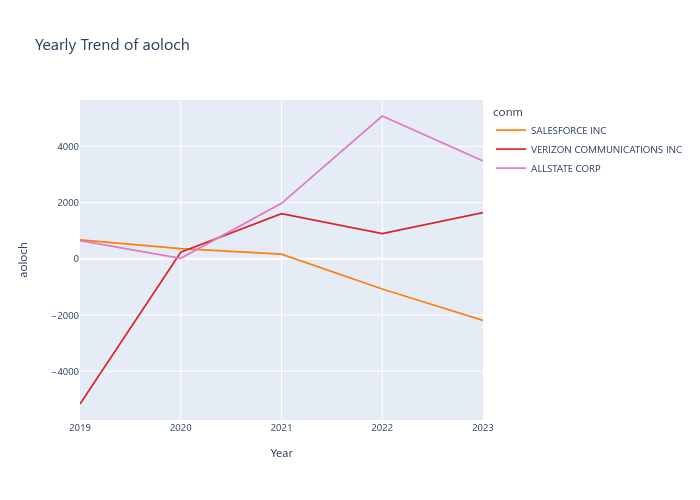 Yearly Trend of aoloch
conm
SALESFORCE INC
VERIZON COMMUNICATIONS INC
ALLSTATE CORP
aoloch
4000
2000
0
−2000
−4000
2019 2020 2021 2022 2023
Year